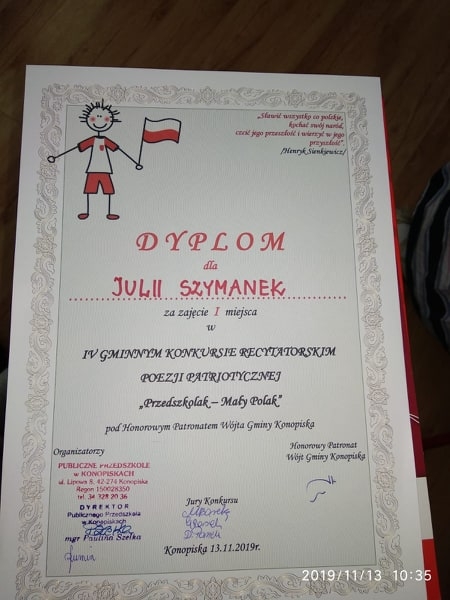 „Sławić wszystko co polskie,
kochać swój naród,
czcić jego przeszłość i wierzyć w jego
przyszłość".
/Henryk Sienkiewicz/
DYPLOM
dla
JULII SZYMANEK
za zajęcie I miejsca
w
IV GMINNYM KONKURSIE RECYTATORSKIM
POEZJI PATRIOTYCZNEJ
„Przedszkolak – Mały Polak"
pod Honorowym Patronatem Wójta Gminy Konopiska
Organizatorzy
PUBLICZNE PRZEDSZKOLE
w KONOPISKACH
ul. Lipowa 8, 42-274 Konopiska
Regon 150028350
tel. 34 328 20 36
DYREKTOR
Publicznego Przedszkola
w Konopiskach
mgr Paulina Szelka
Honorowy Patronat
Wójt Gminy Konopiska
Jury Konkursu
Konopiska 13.11.2019r.
2019/11/13 10:35